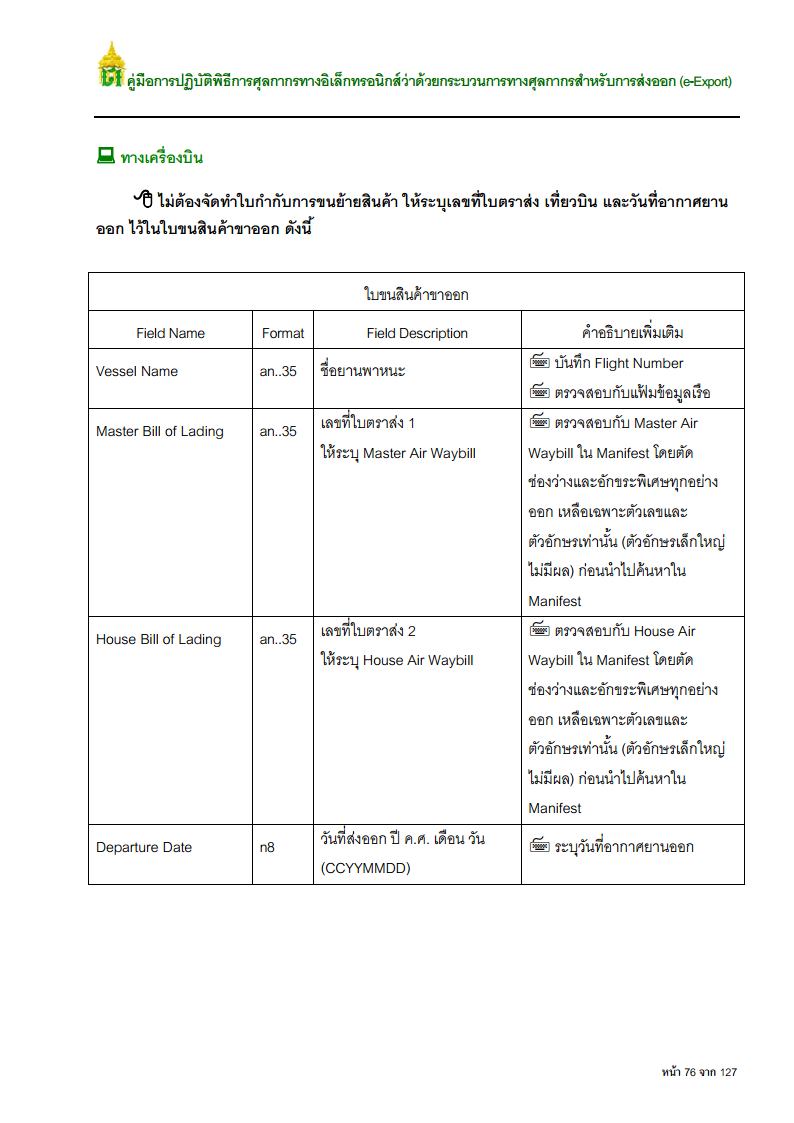 คู่มือการปฏิบัติพิธีการศุลกากรทางอิเล็กทรอนิกส์ว่าด้วยกระบวนการทางศุลกากรสำหรับการส่งออก (e-Export)
ทางเครื่องบิน
ไม่ต้องจัดทำใบกำกับการขนย้ายสินค้า ให้ระบุเลขที่ใบตราส่ง เที่ยวบิน และวันที่อากาศยาน
ออก ไว้ในใบขนสินค้าขาออก ดังนี้
ใบขนสินค้าขาออก
Field Name Format Field Description คำอธิบายเพิ่มเติม
Vessel Name an..35 ชื่อยานพาหนะ บันทึก Flight Number
ตรวจสอบกับแฟ้มข้อมูลเรือ
Master Bill of Lading an..35 เลขที่ใบตราส่ง 1
ให้ระบุ Master Air Waybill
ตรวจสอบกับ Master Air
Waybill ใน Manifest โดยตัด
ช่องว่างและอักขระพิเศษทุกอย่าง
ออก เหลือเฉพาะตัวเลขและ
ตัวอักษรเท่านั้น (ตัวอักษรเล็กใหญ่
ไม่มีผล) ก่อนนำไปค้นหาใน
Manifest
House Bill of Lading an..35 เลขที่ใบตราส่ง 2
ให้ระบุ House Air Waybill
ตรวจสอบกับ House Air
Waybill ใน Manifest โดยตัด
ช่องว่างและอักขระพิเศษทุกอย่าง
ออก เหลือเฉพาะตัวเลขและ
ตัวอักษรเท่านั้น (ตัวอักษรเล็กใหญ่
ไม่มีผล) ก่อนนำไปค้นหาใน
Manifest
Departure Date n8 วันที่ส่งออก ปี ค.ศ. เดือน วัน
(CCYYMMDD)
ระบุวันที่อากาศยานออก
หน้า 76 จาก 127